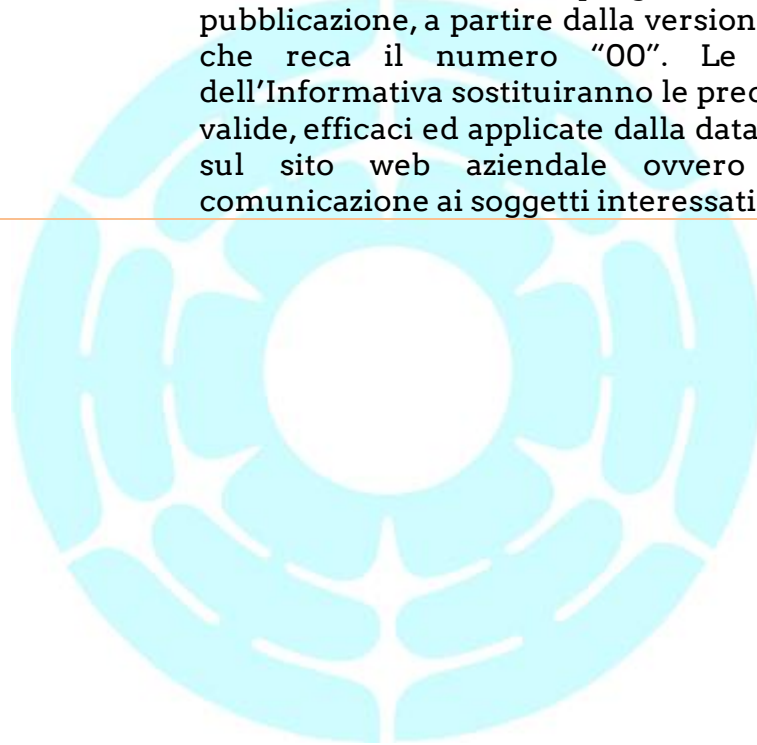 pubblicazione, a partire dalla version
che reca il numero “00”. Le
dell’Informativa sostituiranno le prec
valide, efficaci ed applicate dalla data
sul sito web aziendale ovvero
comunicazione ai soggetti interessati